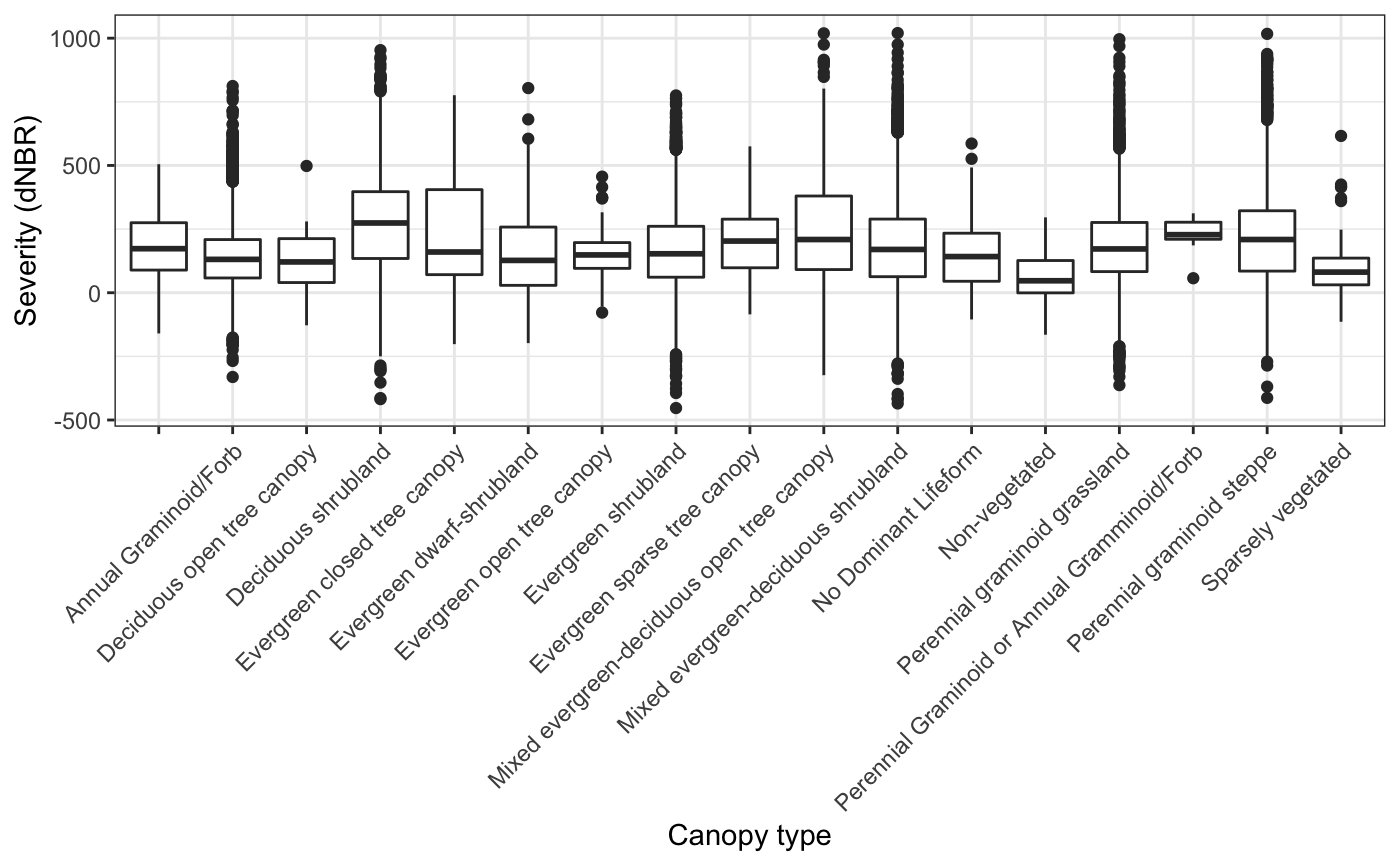 Severity (dNBR)
1000
500
0
-500
Annual Graminoid/Forb
Deciduous open tree canopy
Deciduous shrubland
Evergreen closed tree canopy
Evergreen dwarf-shrubland
Evergreen open tree canopy
Evergreen shrubland
Evergreen sparse tree canopy
Mixed evergreen-deciduous open tree canopy
Mixed evergreen-deciduous shrubland
No Dominant Lifeform
Non-vegetated
Perennial graminoid grassland
Perennial Graminoid or Annual Gramminoid/Forb
Perennial graminoid steppe
Sparsely vegetated
Canopy type